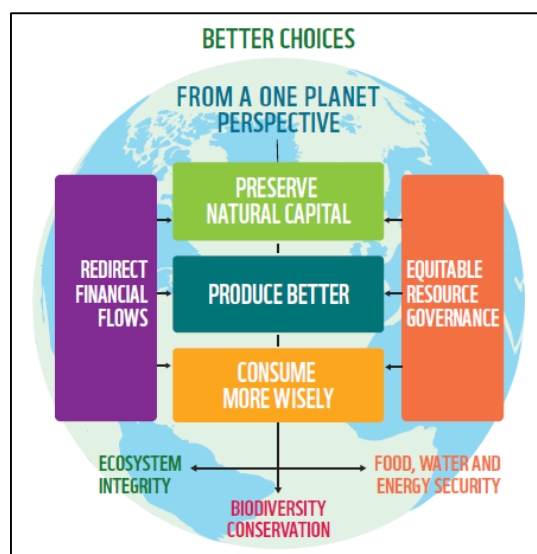 BETTER CHOICES
FROM A ONE PLANET
PERSPECTIVE
PRESERVE
NATURAL CAPITAL
REDIRECT
FINANCIAL
FLOWS
PRODUCE BETTER
EQUITABLE
RESOURCE
GOVERNANCE
CONSUME
MORE WISELY
ECOSYSTEM
INTEGRITY
BIODIVERSITY
CONSERVATION
FOOD, WATER AND
ENERGY SECURITY